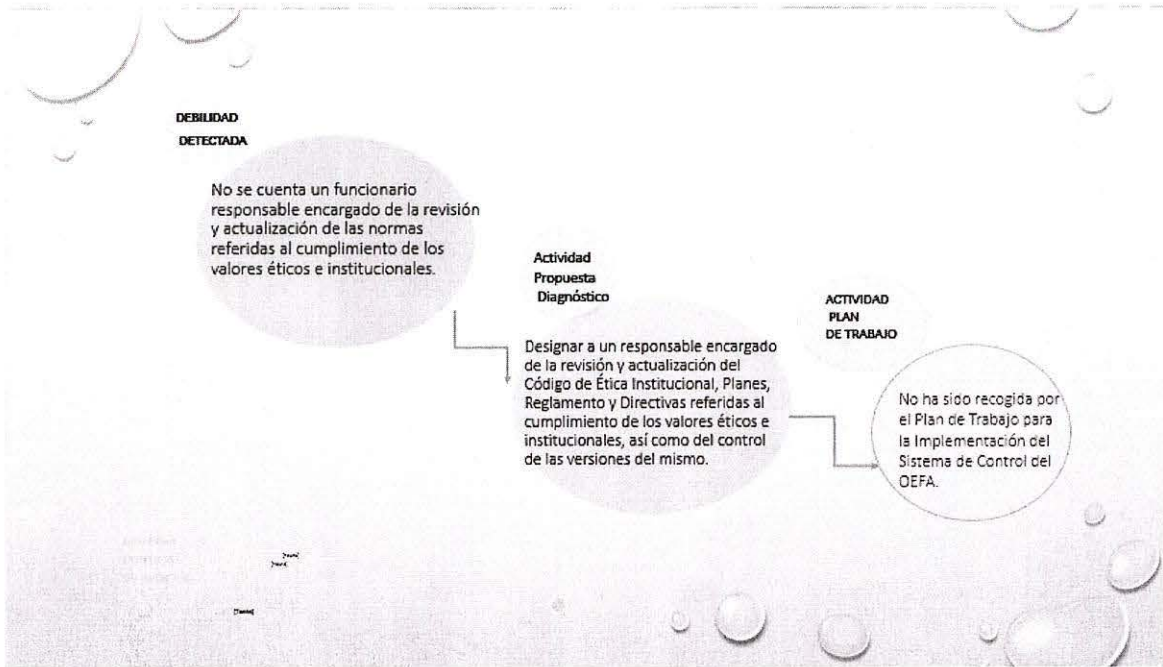 DEBILIDAD
DETECTADA
No se cuenta un funcionario
responsable encargado de la revisión
y actualización de las normas
referidas al cumplimiento de los
valores éticos e institucionales.
Actividad
Propuesta
Diagnóstico
Designar a un responsable encargado
de la revisión y actualización del
Código de Ética Institucional, Planes,
Reglamento y Directivas referidas al
cumplimiento de los valores éticos e
institucionales, así como del control
de las versiones del mismo.
ACTIVIDAD
PLAN
DE TRABAJO
No ha sido recogida por
el Plan de Trabajo para
la Implementación del
Sistema de Control del
OEFA.
[Texto]
[Texto]
[Texto]